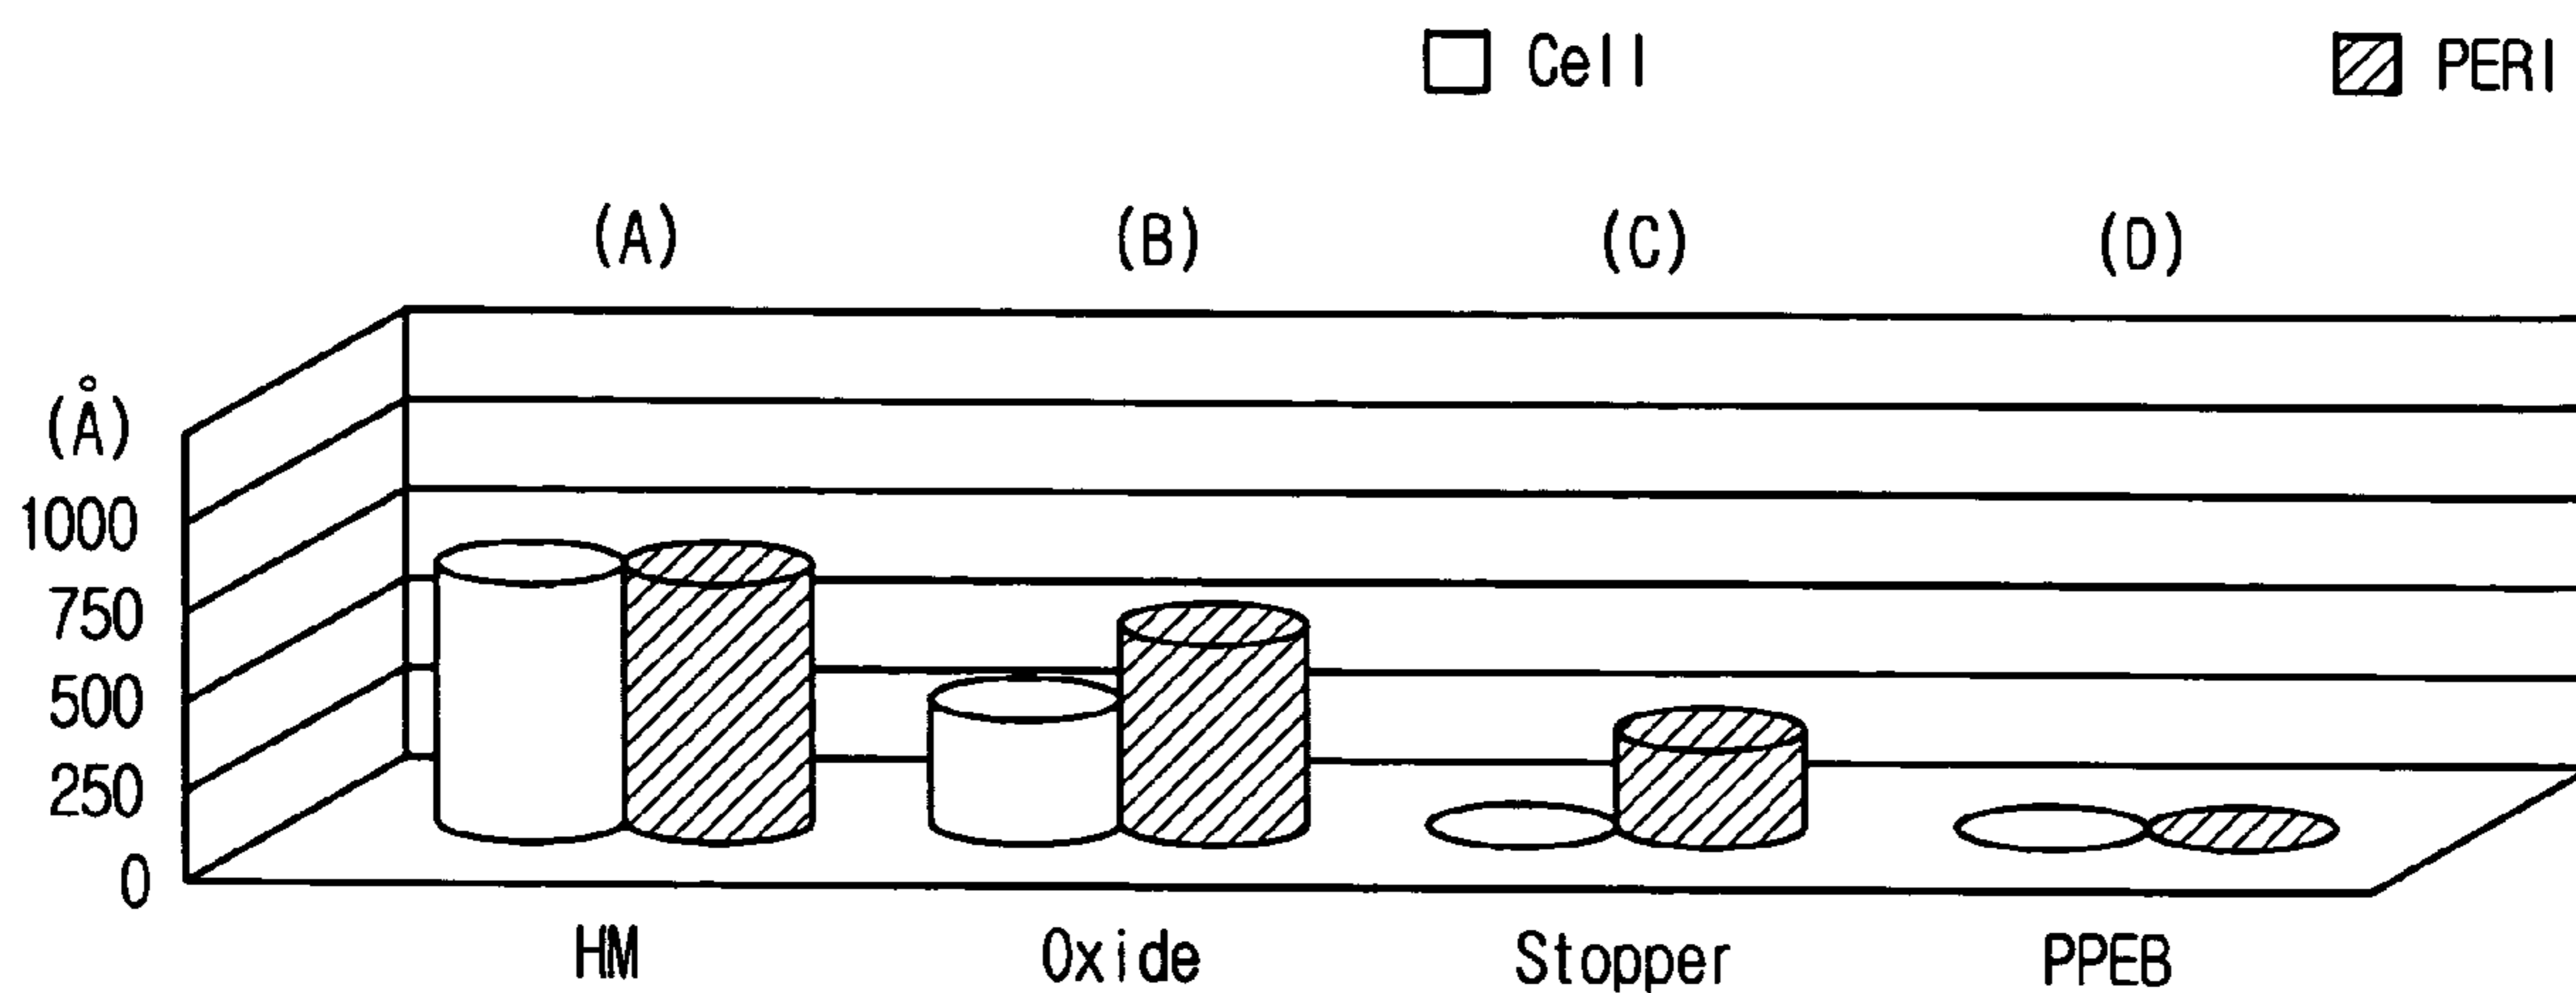 Cell PERI
(A) (B) (C) (D)
(Å)
1000
750
500
250
0
HM Oxide Stopper PPEB